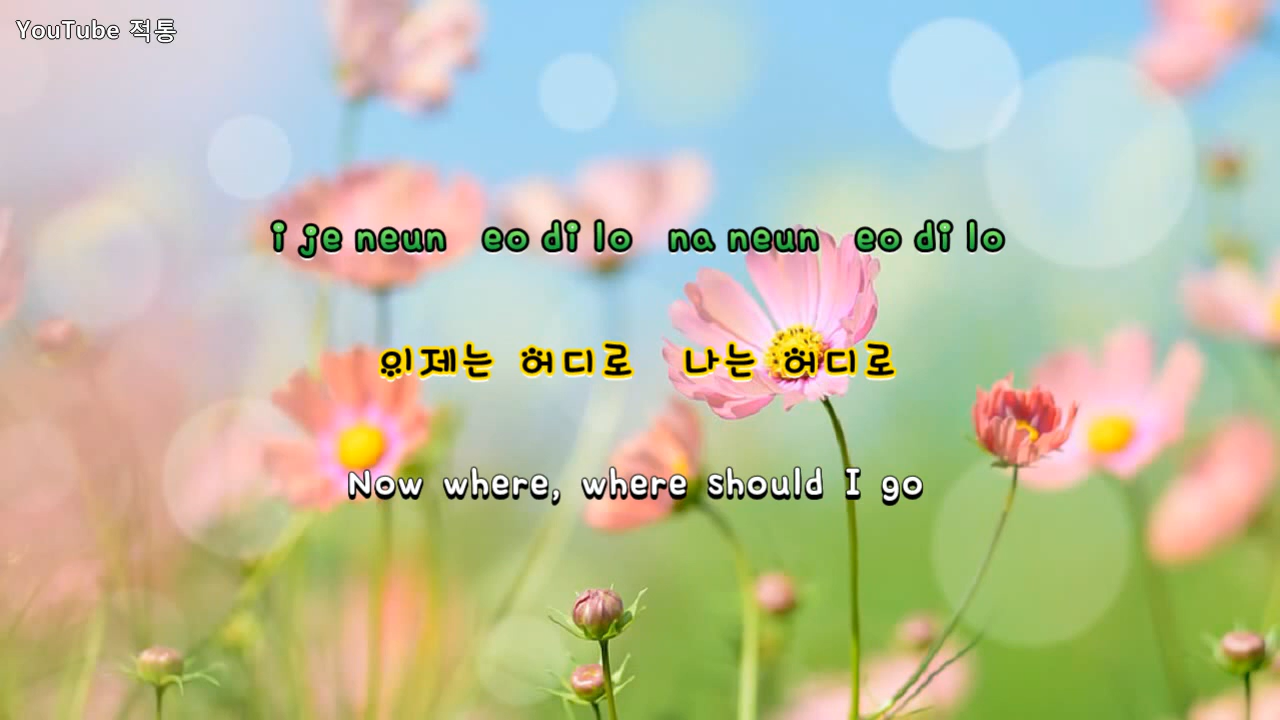 YouTube 적통
i je neun eo di lo na neun eo di lo
이제는 어디로 나는 어디로
Now where, where should I go